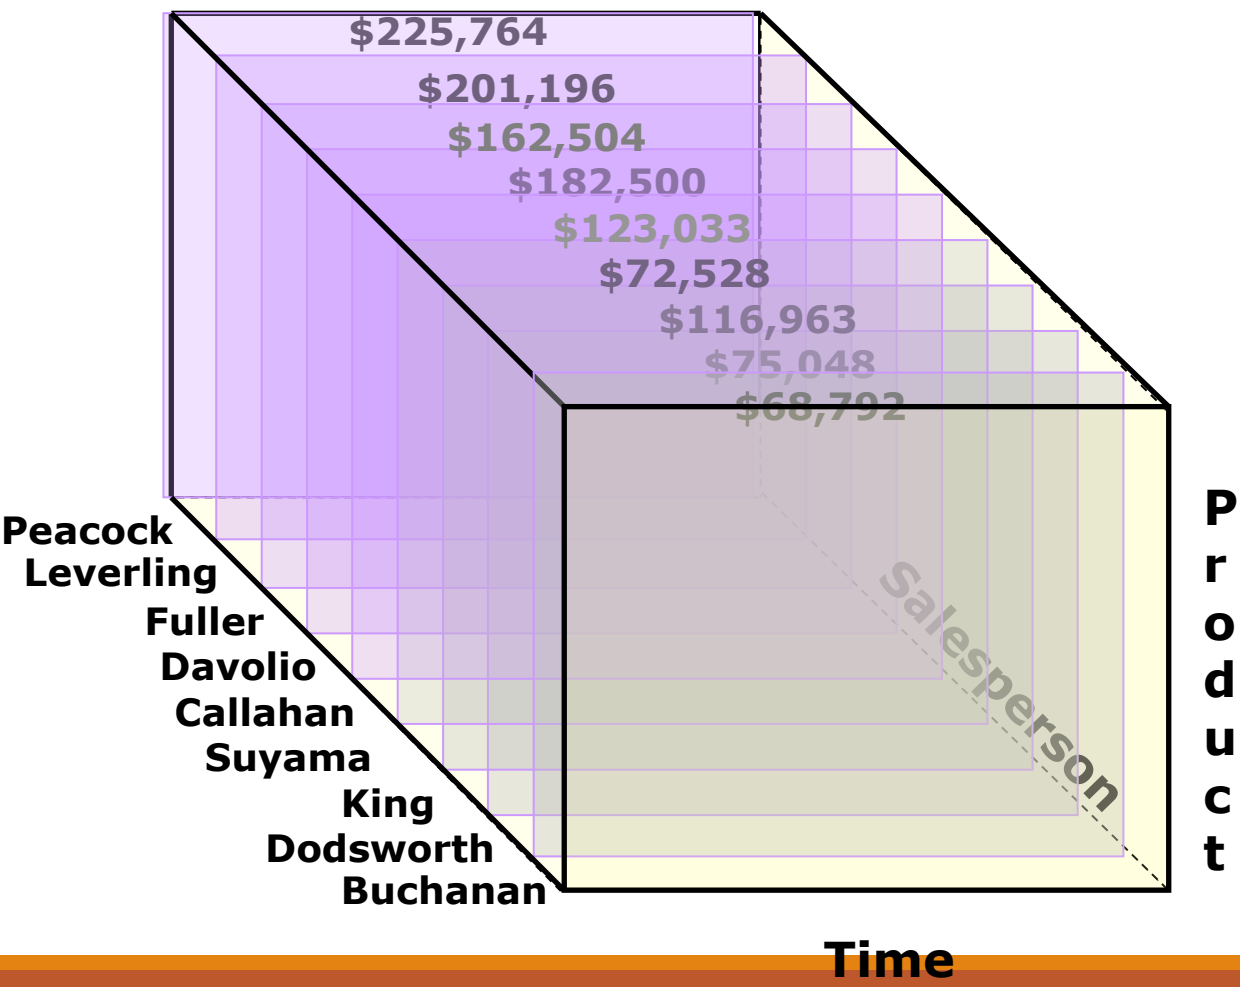 $225,764
$201,196
$162,504
$182,500
$123,033
$72,528
$116,963
$75,048
$68,792
Peacock
Leverling
Fuller
Davolio
Callahan
Suyama
King
Dodsworth
Buchanan
Salesperson
Product
Time